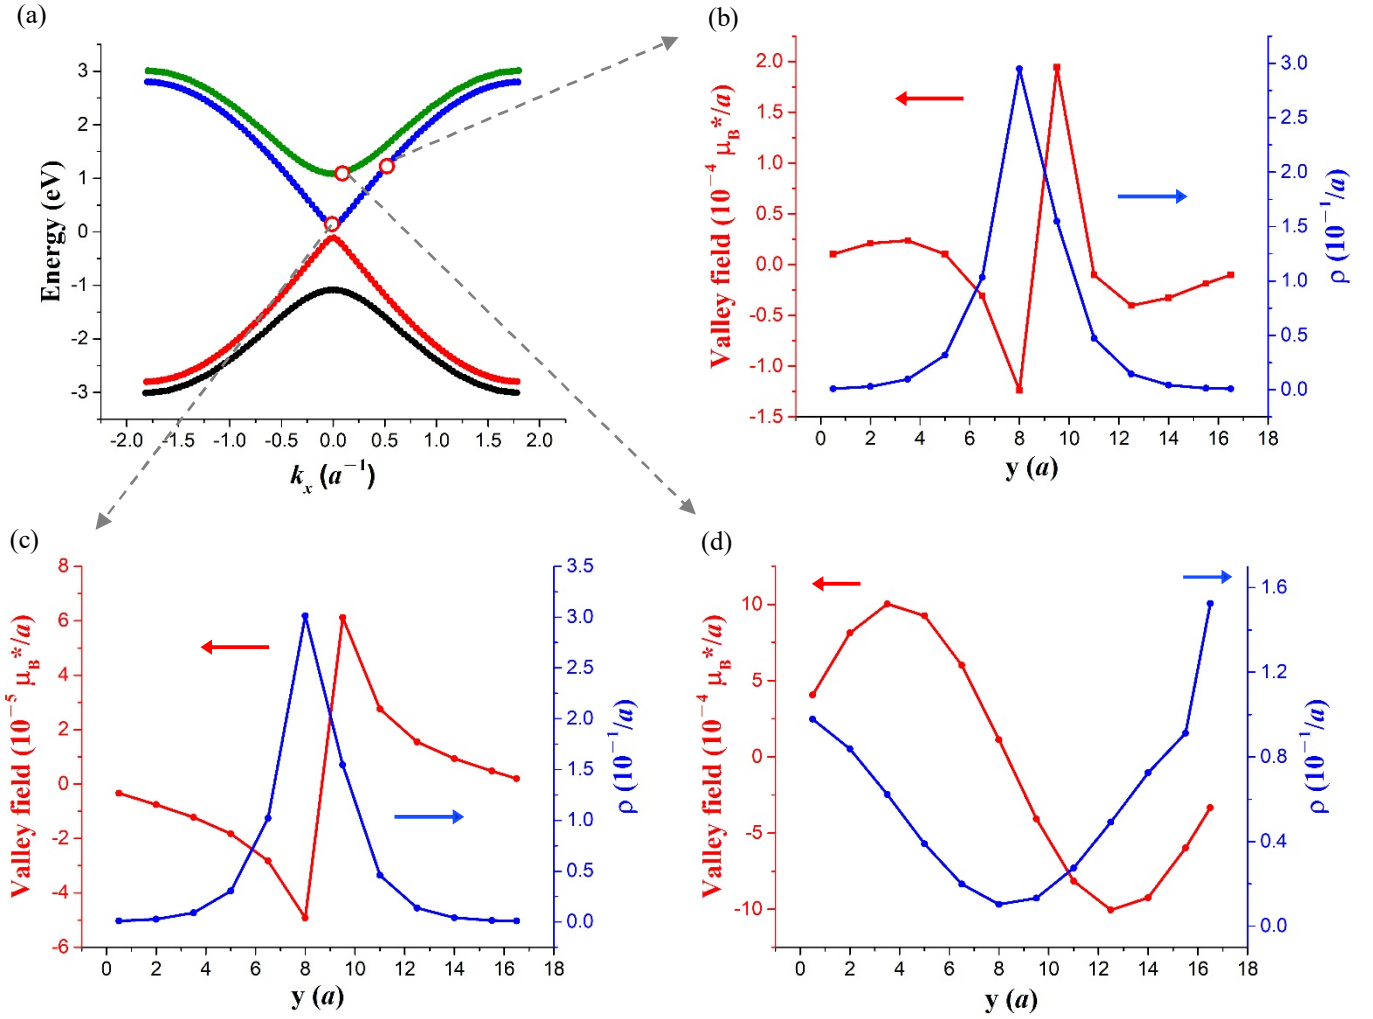 (a)
3
2
1
0
-1
-2
-3
Energy (eV)
-2.0 -1.5 -1.0 -0.5 0.0 0.5 1.0 1.5 2.0
kₓ (a⁻¹)
(b)
2.0
1.5
1.0
0.5
0.0
-0.5
-1.0
-1.5
Valley field (10⁻⁴ μ_B*/a)
3.0
2.5
2.0
1.5
1.0
0.5
0.0
ρ (10⁻¹/a)
0 2 4 6 8 10 12 14 16 18
y (a)
(c)
8
6
4
2
0
-2
-4
-6
Valley field (10⁻⁵ μ_B*/a)
3.5
3.0
2.5
2.0
1.5
1.0
0.5
0.0
ρ (10⁻¹/a)
0 2 4 6 8 10 12 14 16 18
y (a)
(d)
10
5
0
-5
-10
Valley field (10⁻⁴ μ_B*/a)
1.6
1.2
0.8
0.4
0.0
ρ (10⁻¹/a)
0 2 4 6 8 10 12 14 16 18
y (a)